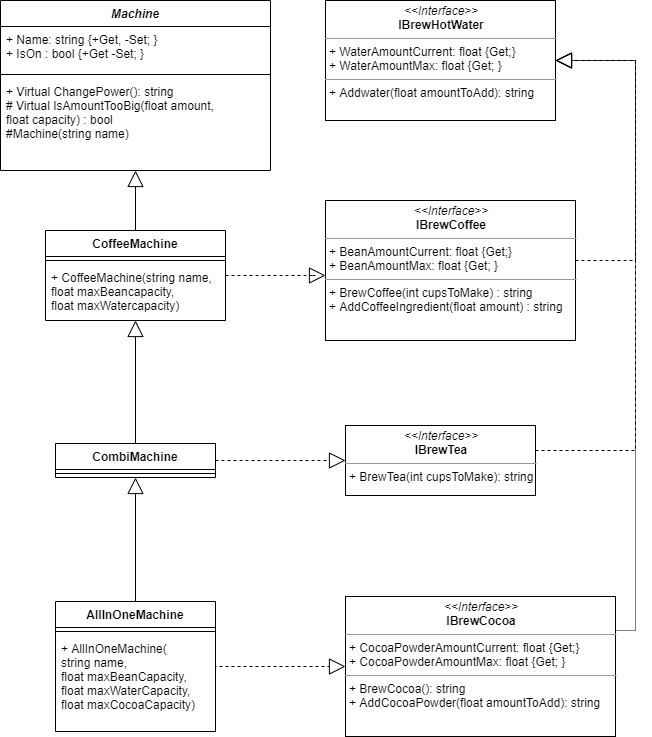 Machine
+ Name: string {+Get, -Set; }
+ IsOn : bool {+Get -Set; }
+ Virtual ChangePower(): string
# Virtual IsAmountTooBig(float amount,
float capacity) : bool
#Machine(string name)
<<Interface>>
IBrewHotWater
+ WaterAmountCurrent: float {Get;}
+ WaterAmountMax: float {Get; }
+ Addwater(float amountToAdd): string
CoffeeMachine
+ CoffeeMachine(string name,
float maxBeancapacity,
float maxWatercapacity)
<<Interface>>
IBrewCoffee
+ BeanAmountCurrent: float {Get;}
+ BeanAmountMax: float {Get; }
+ BrewCoffee(int cupsToMake) : string
+ AddCoffeeIngredient(float amount) : string
CombiMachine
<<Interface>>
IBrewTea
+ BrewTea(int cupsToMake): string
AllInOneMachine
+ AllInOneMachine(
string name,
float maxBeanCapacity,
float maxWaterCapacity,
float maxCocoaCapacity)
<<Interface>>
IBrewCocoa
+ CocoaPowderAmountCurrent: float {Get;}
+ CocoaPowderAmountMax: float {Get; }
+ BrewCocoa(): string
+ AddCocoaPowder(float amountToAdd): string